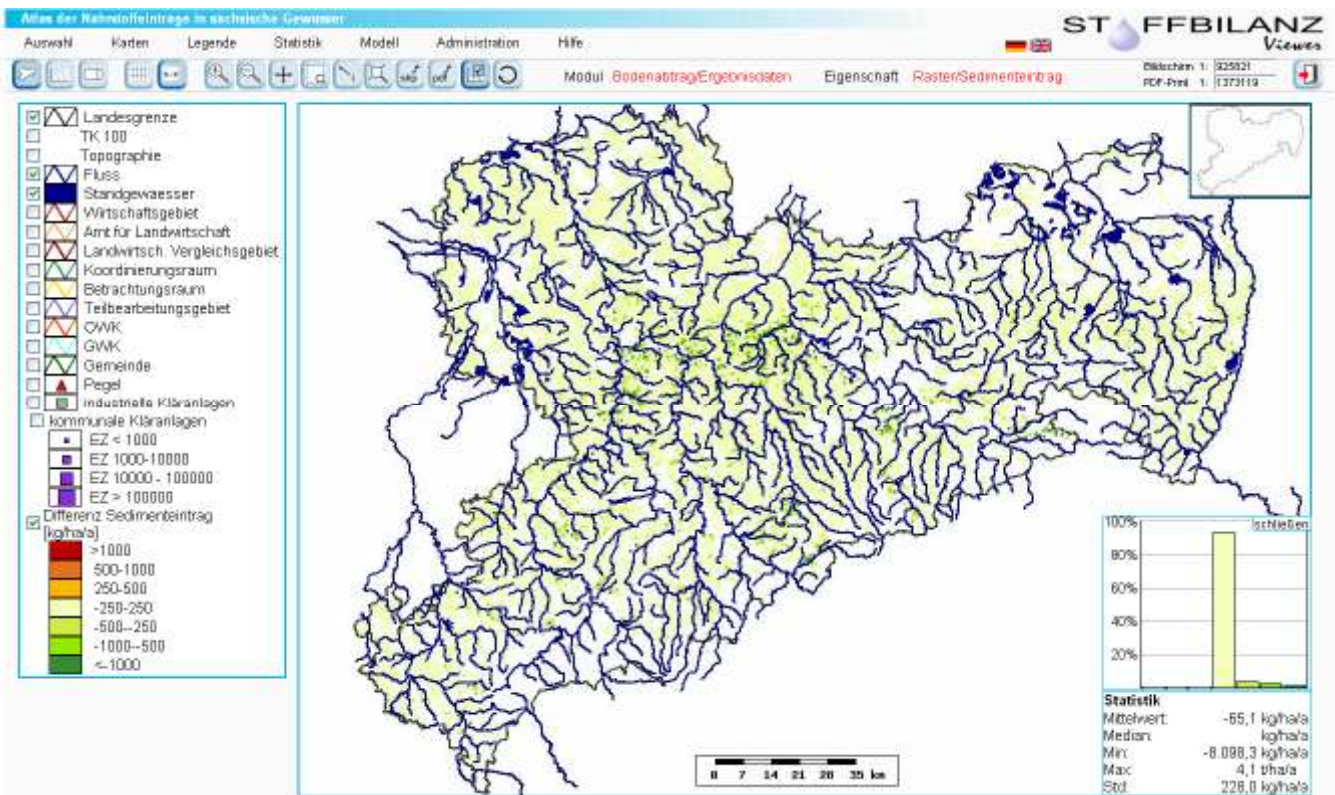 Atlas der Nährstoffeinträge in sächsische Gewässer
STOFFBILANZ
Viewer
Auswahl Karten Legende Statistik Modell Administration Hilfe
Modul Bodenabtrag/Ergebnisdaten Eigenschaft Raster/Sedimenteintrag
Bildschirm 1: 925821
PDF-Print 1: 1373119
Landesgrenze
TK 100
Topographie
Fluss
Standgewaesser
Wirtschaftsgebiet
Amt für Landwirtschaft
Landwirtsch. Vergleichsgebiet
Koordinierungsraum
Betrachtungsraum
Teilbearbeitungsgebiet
OWK
GWK
Gemeinde
Pegel
industrielle Kläranlagen
kommunale Kläranlagen
EZ < 1000
EZ 1000-10000
EZ 10000 - 100000
EZ > 100000
Differenz Sedimenteintrag
[kg/ha/a]
>1000
500-1000
250-500
-250-250
-500--250
-1000--500
<-1000
0 7 14 21 28 35 km
schließen
100%
80%
60%
40%
20%
Statistik
Mittelwert: -65,1 kg/ha/a
Median: kg/ha/a
Min: -8.098,3 kg/ha/a
Max: 4,1 t/ha/a
Std: 228,0 kg/ha/a